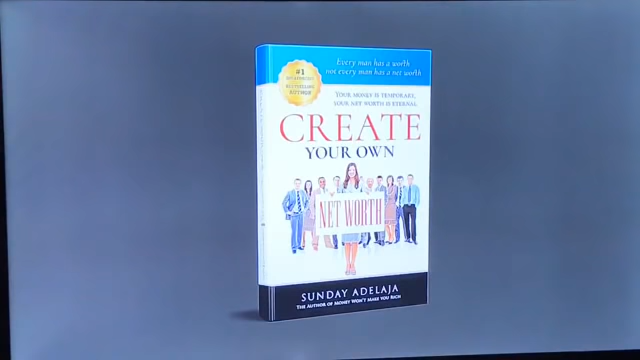 Every man has a worth
not every man has a net worth
#1
BESTSELLING
YOUR MONEY IS TEMPORARY,
YOUR NET WORTH IS ETERNAL
CREATE
YOUR OWN
NET WORTH
SUNDAY ADELAJA
THE AUTHOR OF MONEY WON'T MAKE YOU RICH